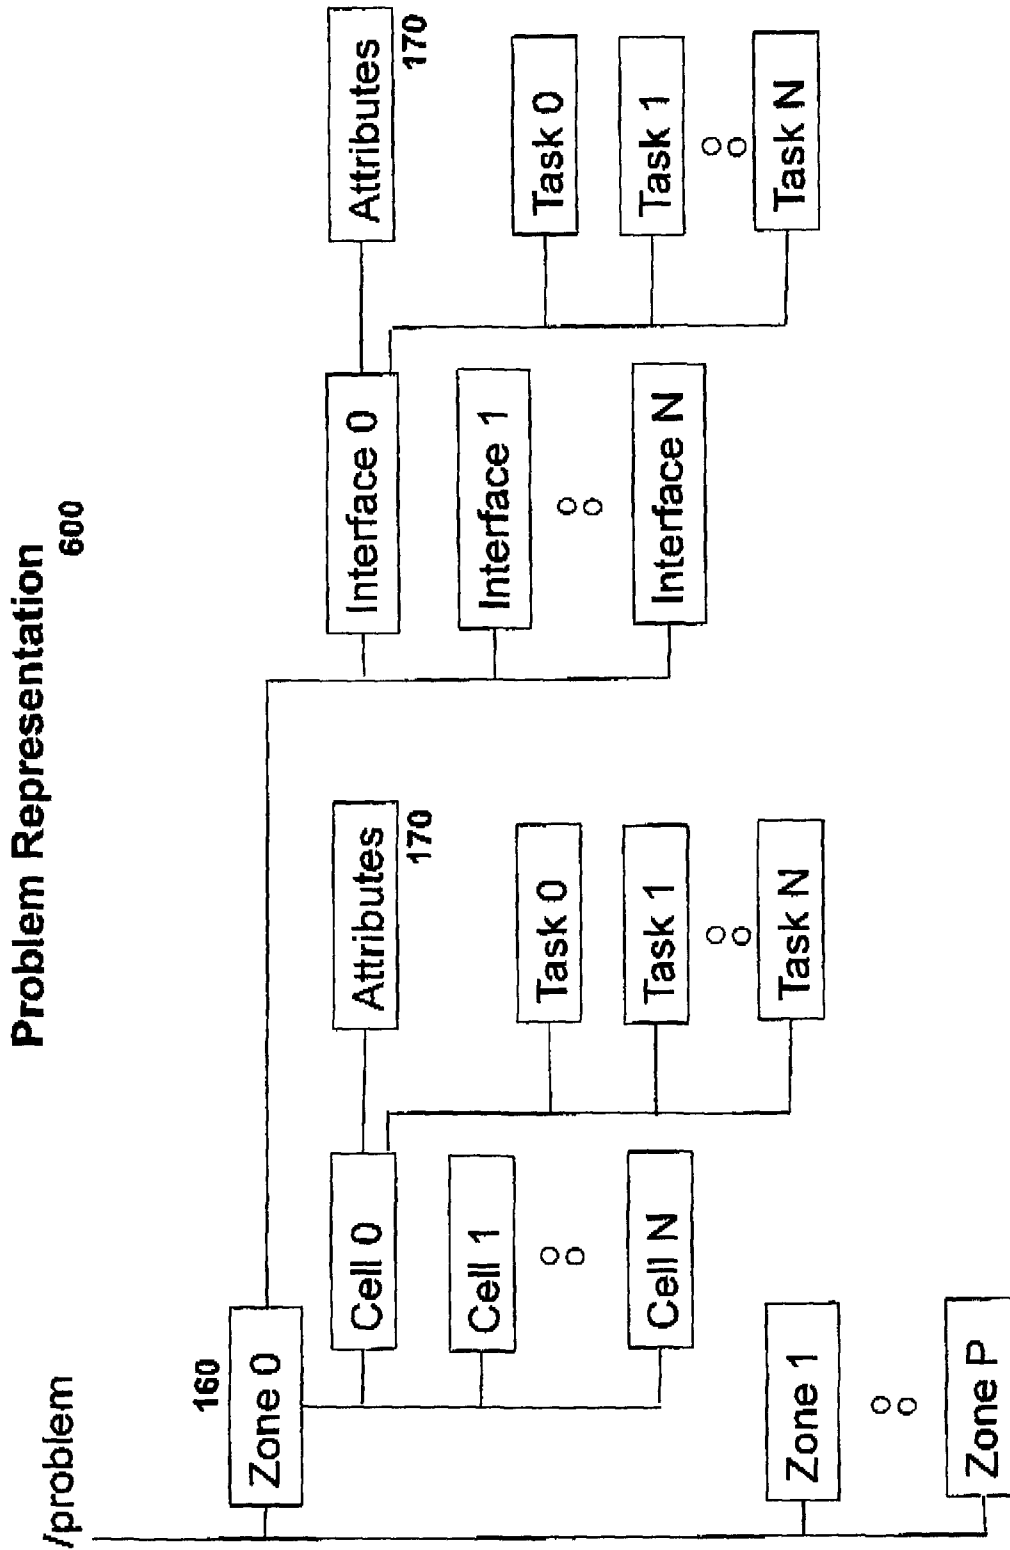 Problem Representation
600
/problem
160
Zone 0
Cell 0
Attributes
170
Task 0
Task 1
Task N
Cell 1
Cell N
Interface 0
Attributes
170
Task 0
Task 1
Task N
Interface 1
Interface N
Zone 1
Zone P